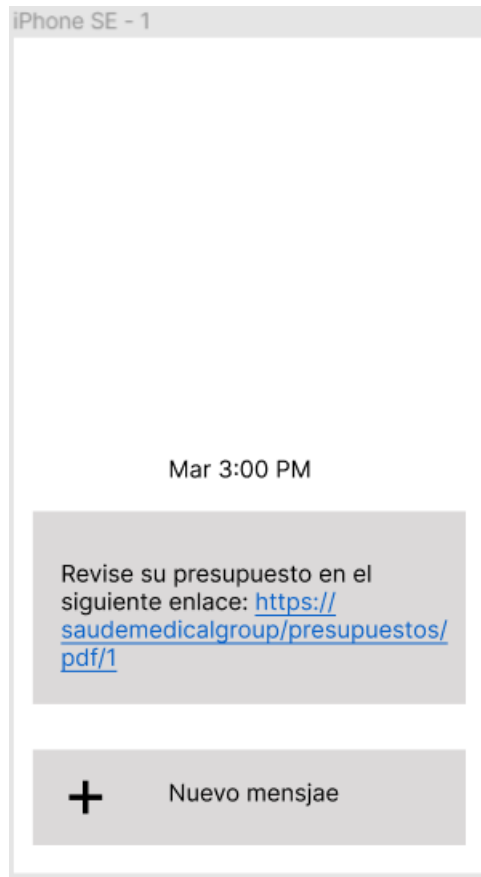 iPhone SE - 1
Mar 3:00 PM
Revise su presupuesto en el
siguiente enlace: https://
saudemedicalgroup/presupuestos/
pdf/1
+ Nuevo mensjae